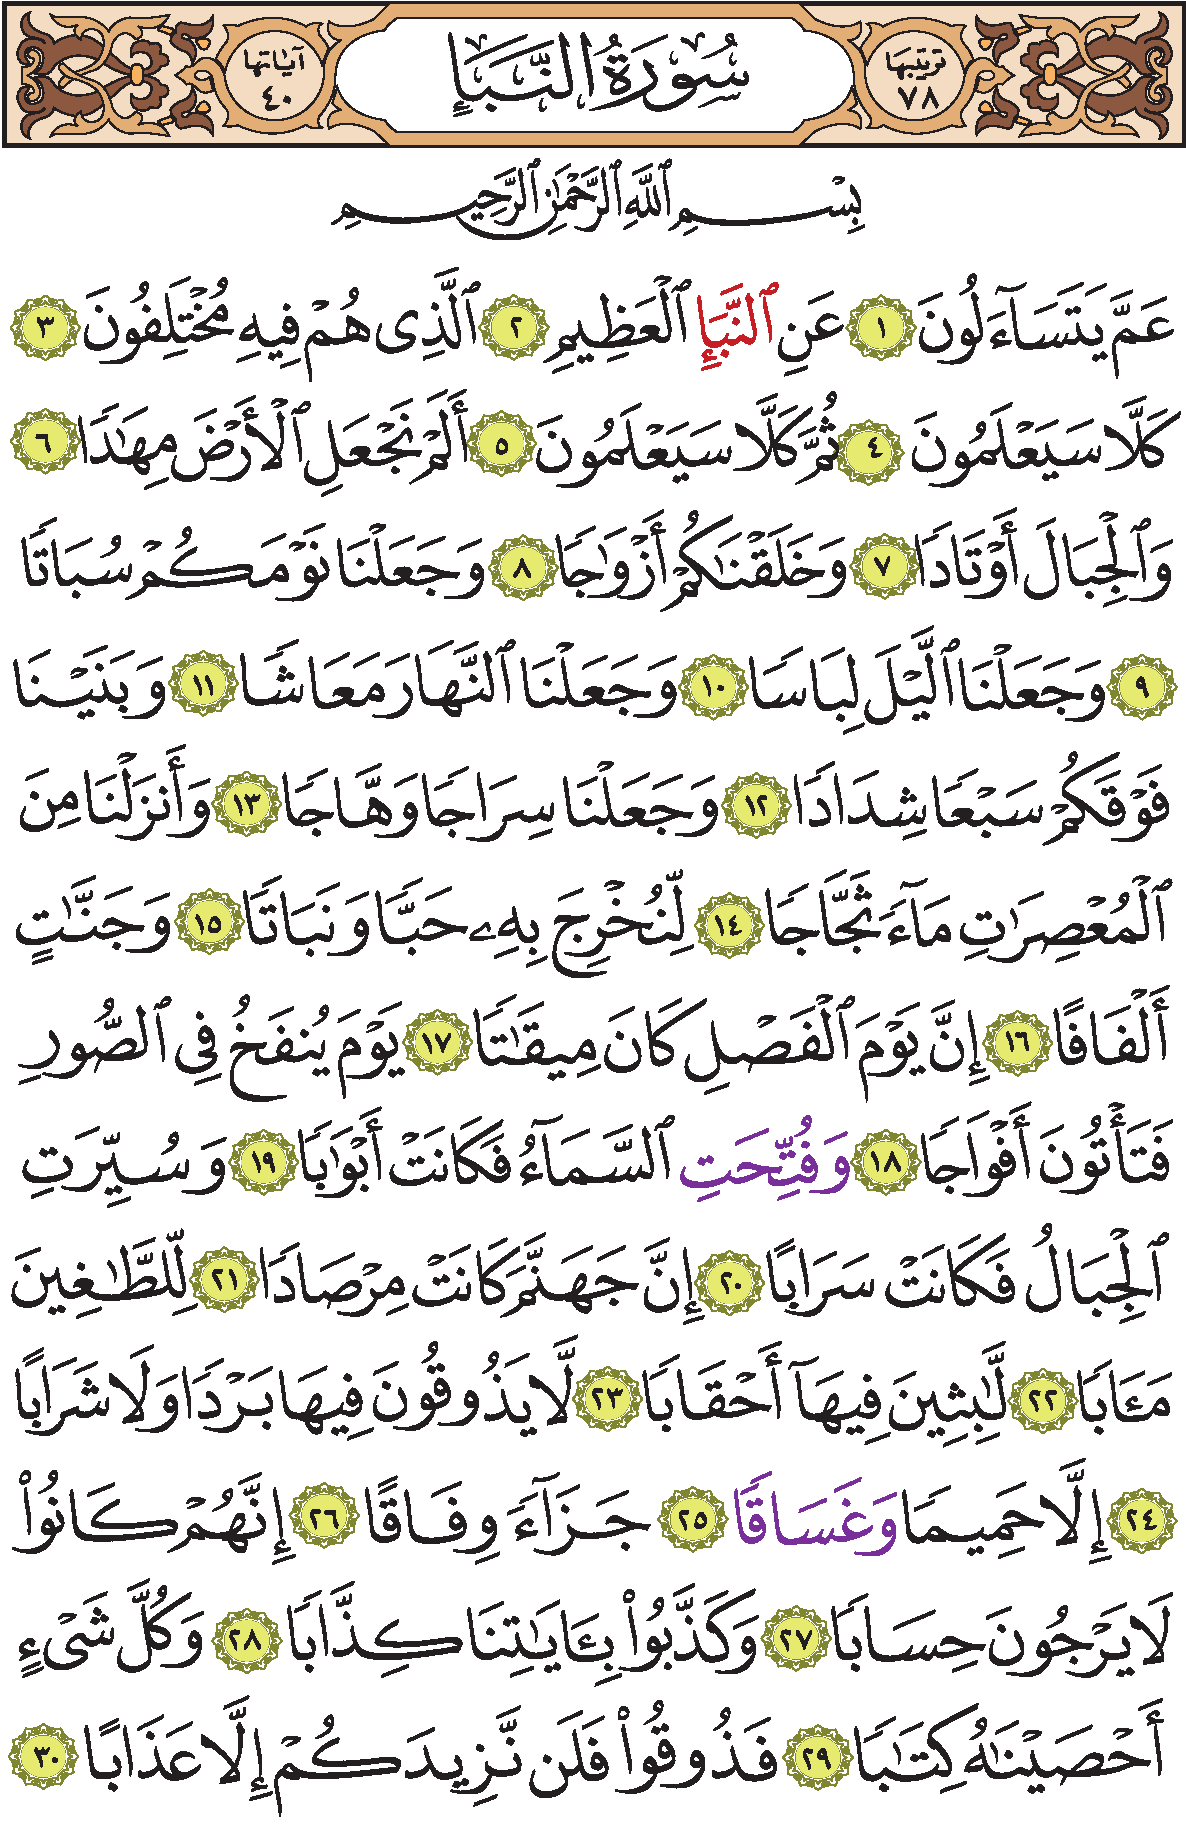 ترتيبها ٧٨ سُورَةُ النَّبَإِ آياتها ٤٠
بِسْمِ ٱللَّهِ ٱلرَّحْمَٰنِ ٱلرَّحِيمِ
عَمَّ يَتَسَآءَلُونَ ١ عَنِ ٱلنَّبَإِ ٱلْعَظِيمِ ٢ ٱلَّذِى هُمْ فِيهِ مُخْتَلِفُونَ ٣
كَلَّا سَيَعْلَمُونَ ٤ ثُمَّ كَلَّا سَيَعْلَمُونَ ٥ أَلَمْ نَجْعَلِ ٱلْأَرْضَ مِهَٰدًا ٦
وَٱلْجِبَالَ أَوْتَادًا ٧ وَخَلَقْنَٰكُمْ أَزْوَٰجًا ٨ وَجَعَلْنَا نَوْمَكُمْ سُبَاتًا
٩ وَجَعَلْنَا ٱلَّيْلَ لِبَاسًا ١٠ وَجَعَلْنَا ٱلنَّهَارَ مَعَاشًا ١١ وَبَنَيْنَا
فَوْقَكُمْ سَبْعًا شِدَادًا ١٢ وَجَعَلْنَا سِرَاجًا وَهَّاجًا ١٣ وَأَنزَلْنَا مِنَ
ٱلْمُعْصِرَٰتِ مَآءً ثَجَّاجًا ١٤ لِّنُخْرِجَ بِهِۦ حَبًّا وَنَبَاتًا ١٥ وَجَنَّٰتٍ
أَلْفَافًا ١٦ إِنَّ يَوْمَ ٱلْفَصْلِ كَانَ مِيقَٰتًا ١٧ يَوْمَ يُنفَخُ فِى ٱلصُّورِ
فَتَأْتُونَ أَفْوَاجًا ١٨ وَفُتِّحَتِ ٱلسَّمَآءُ فَكَانَتْ أَبْوَٰبًا ١٩ وَسُيِّرَتِ
ٱلْجِبَالُ فَكَانَتْ سَرَابًا ٢٠ إِنَّ جَهَنَّمَ كَانَتْ مِرْصَادًا ٢١ لِّلطَّٰغِينَ
مَـَٔابًا ٢٢ لَّٰبِثِينَ فِيهَآ أَحْقَابًا ٢٣ لَا يَذُوقُونَ فِيهَا بَرْدًا وَلَا شَرَابًا
٢٤ إِلَّا حَمِيمًا وَغَسَاقًا ٢٥ جَزَآءً وِفَاقًا ٢٦ إِنَّهُمْ كَانُوا۟
لَا يَرْجُونَ حِسَابًا ٢٧ وَكَذَّبُوا۟ بِـَٔايَٰتِنَا كِذَّابًا ٢٨ وَكُلَّ شَىْءٍ
أَحْصَيْنَٰهُ كِتَٰبًا ٢٩ فَذُوقُوا۟ فَلَن نَّزِيدَكُمْ إِلَّا عَذَابًا ٣٠